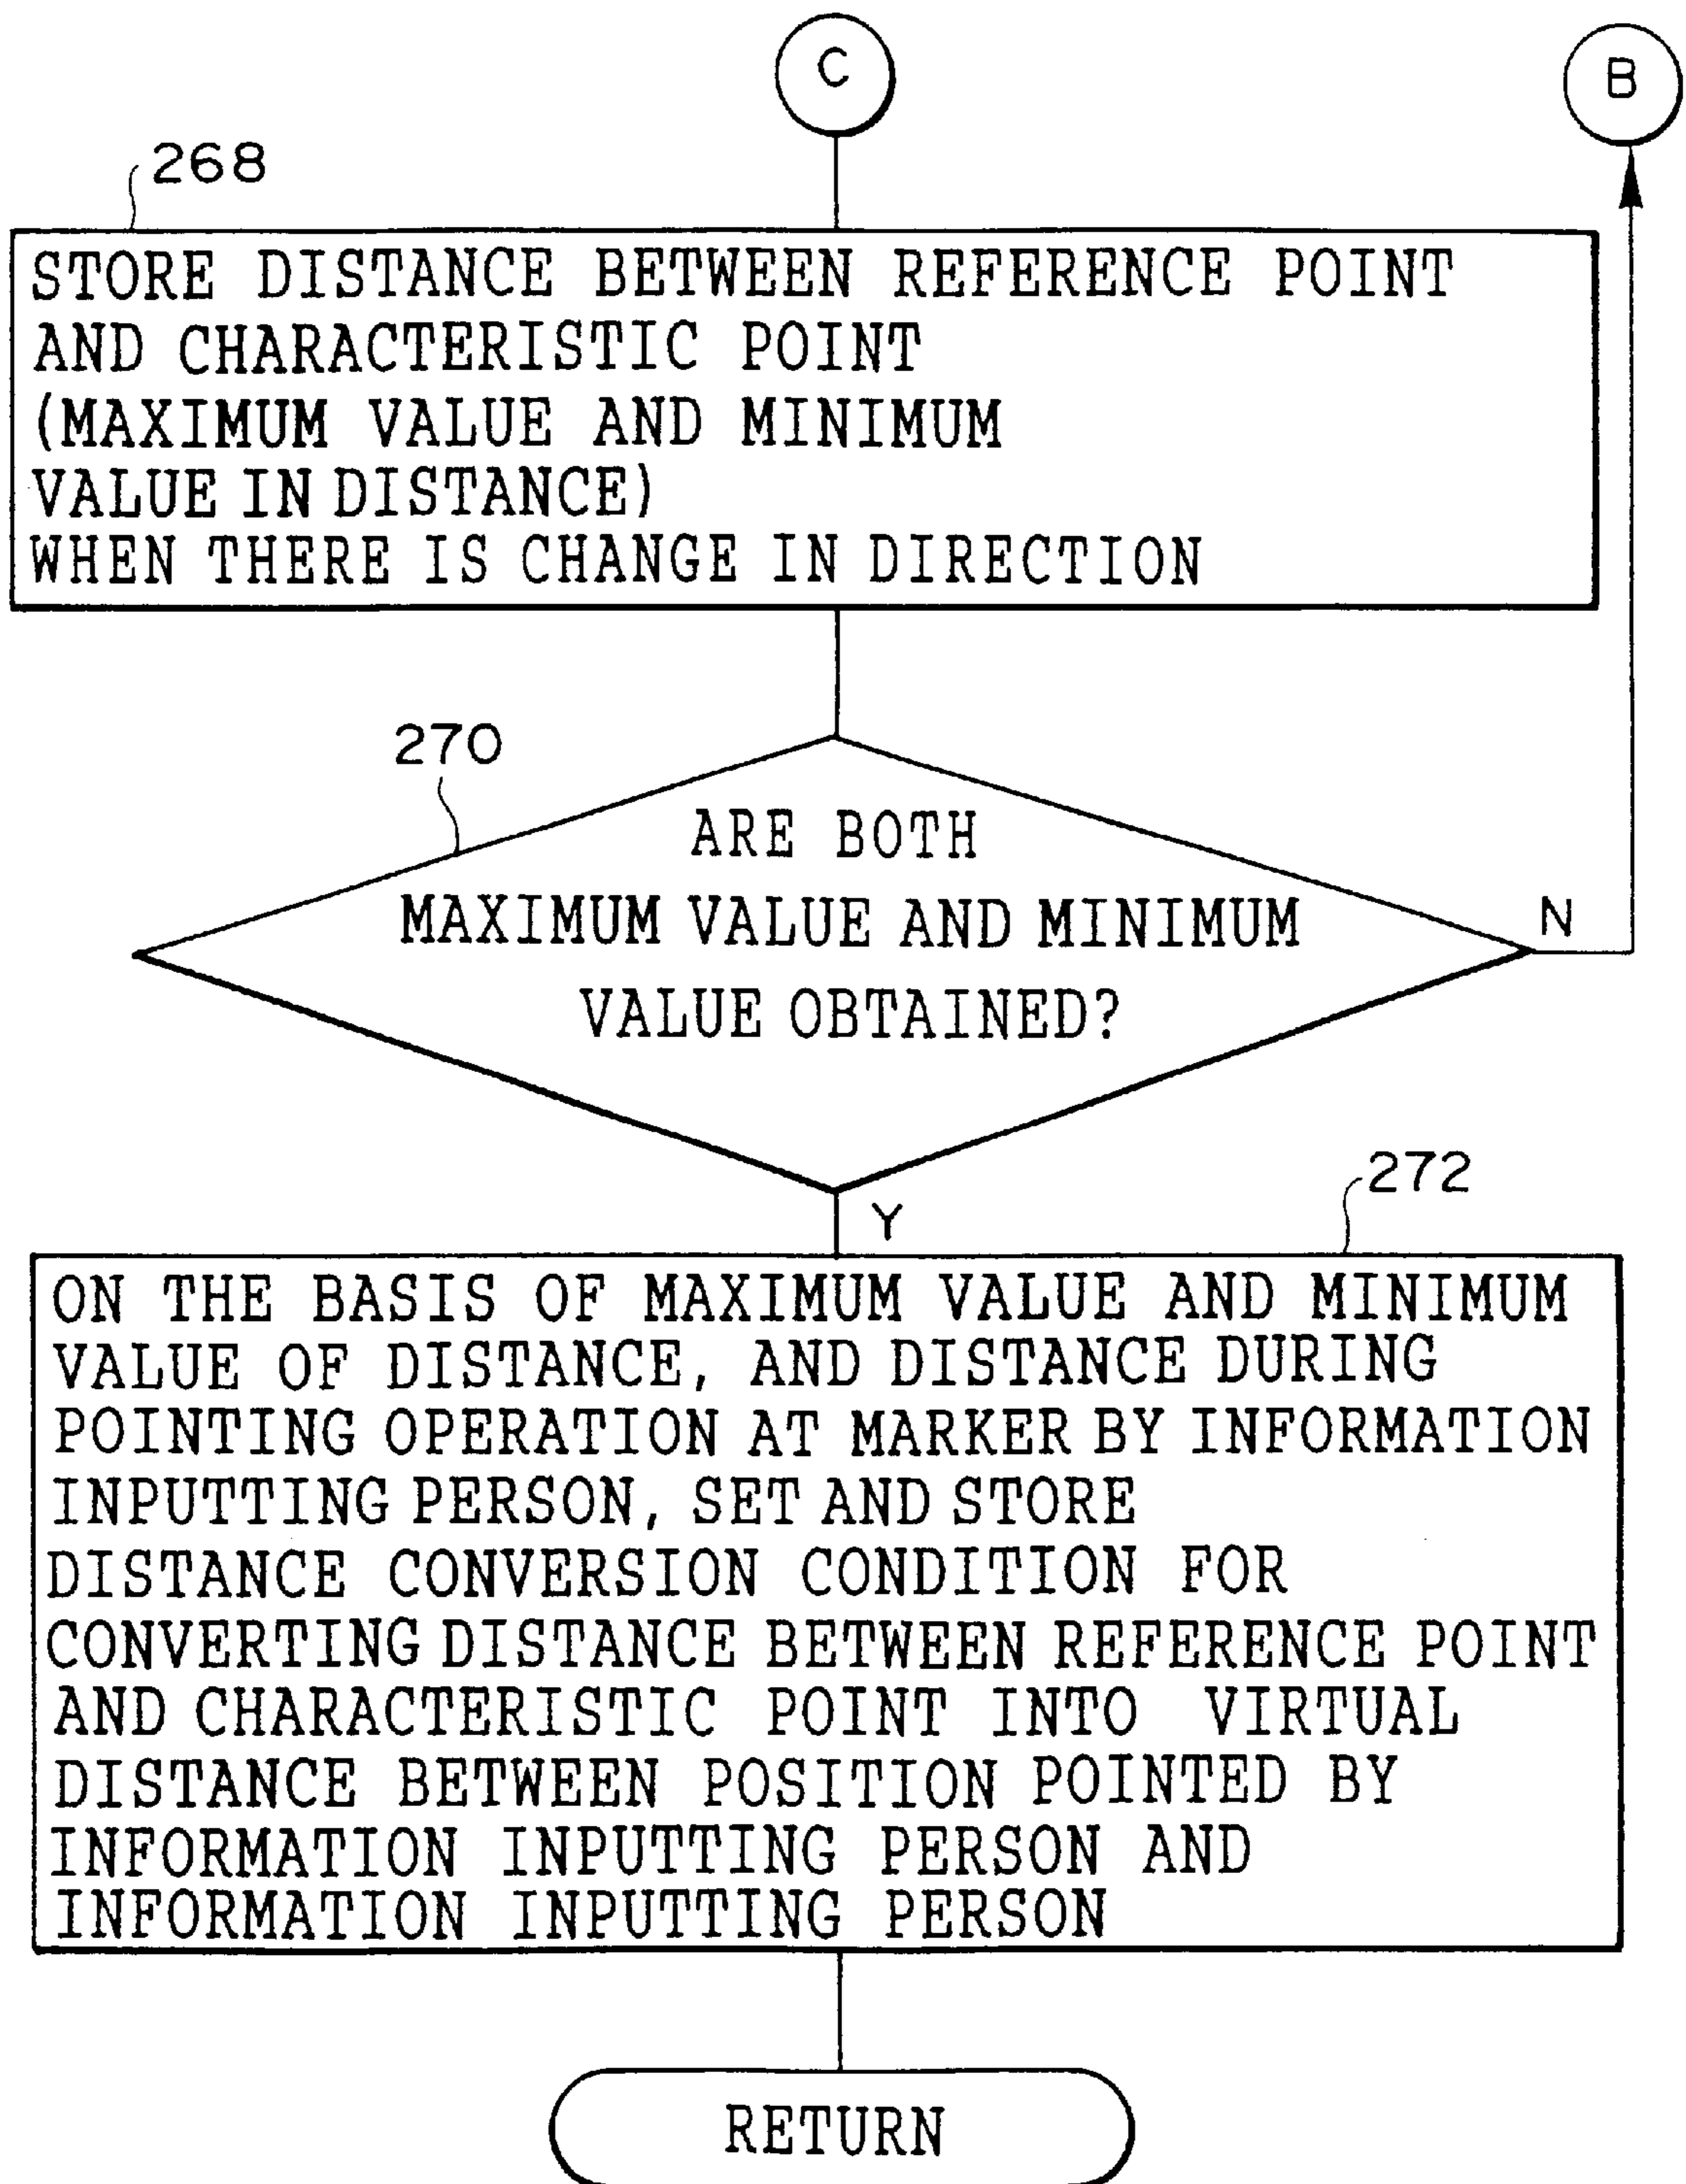 C
B
268
STORE DISTANCE BETWEEN REFERENCE POINT
AND CHARACTERISTIC POINT
(MAXIMUM VALUE AND MINIMUM
VALUE IN DISTANCE)
WHEN THERE IS CHANGE IN DIRECTION
270
ARE BOTH
MAXIMUM VALUE AND MINIMUM
VALUE OBTAINED?
N
Y
272
ON THE BASIS OF MAXIMUM VALUE AND MINIMUM
VALUE OF DISTANCE, AND DISTANCE DURING
POINTING OPERATION AT MARKER BY INFORMATION
INPUTTING PERSON, SET AND STORE
DISTANCE CONVERSION CONDITION FOR
CONVERTING DISTANCE BETWEEN REFERENCE POINT
AND CHARACTERISTIC POINT INTO VIRTUAL
DISTANCE BETWEEN POSITION POINTED BY
INFORMATION INPUTTING PERSON AND
INFORMATION INPUTTING PERSON
RETURN